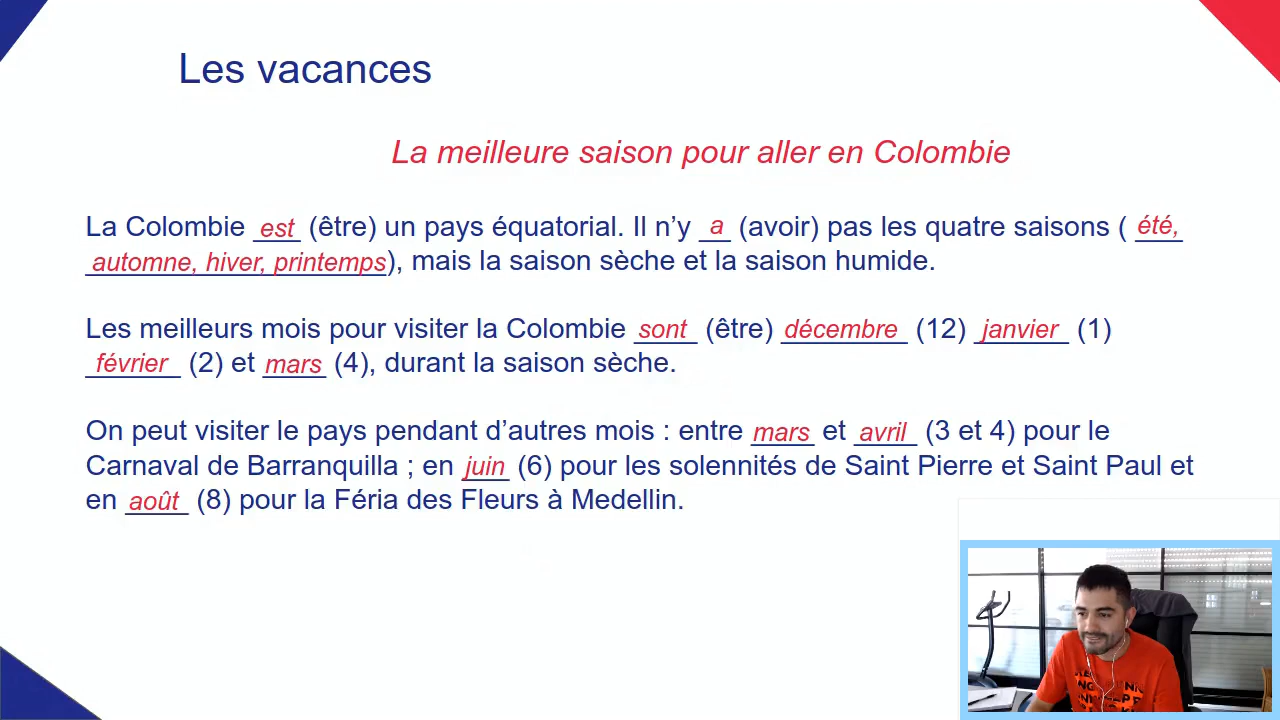 Les vacances
La meilleure saison pour aller en Colombie
La Colombie est (être) un pays équatorial. Il n’y a (avoir) pas les quatre saisons ( été,
automne, hiver, printemps), mais la saison sèche et la saison humide.
Les meilleurs mois pour visiter la Colombie sont (être) décembre (12) janvier (1)
février (2) et mars (4), durant la saison sèche.
On peut visiter le pays pendant d’autres mois : entre mars et avril (3 et 4) pour le
Carnaval de Barranquilla ; en juin (6) pour les solennités de Saint Pierre et Saint Paul et
en août (8) pour la Féria des Fleurs à Medellin.